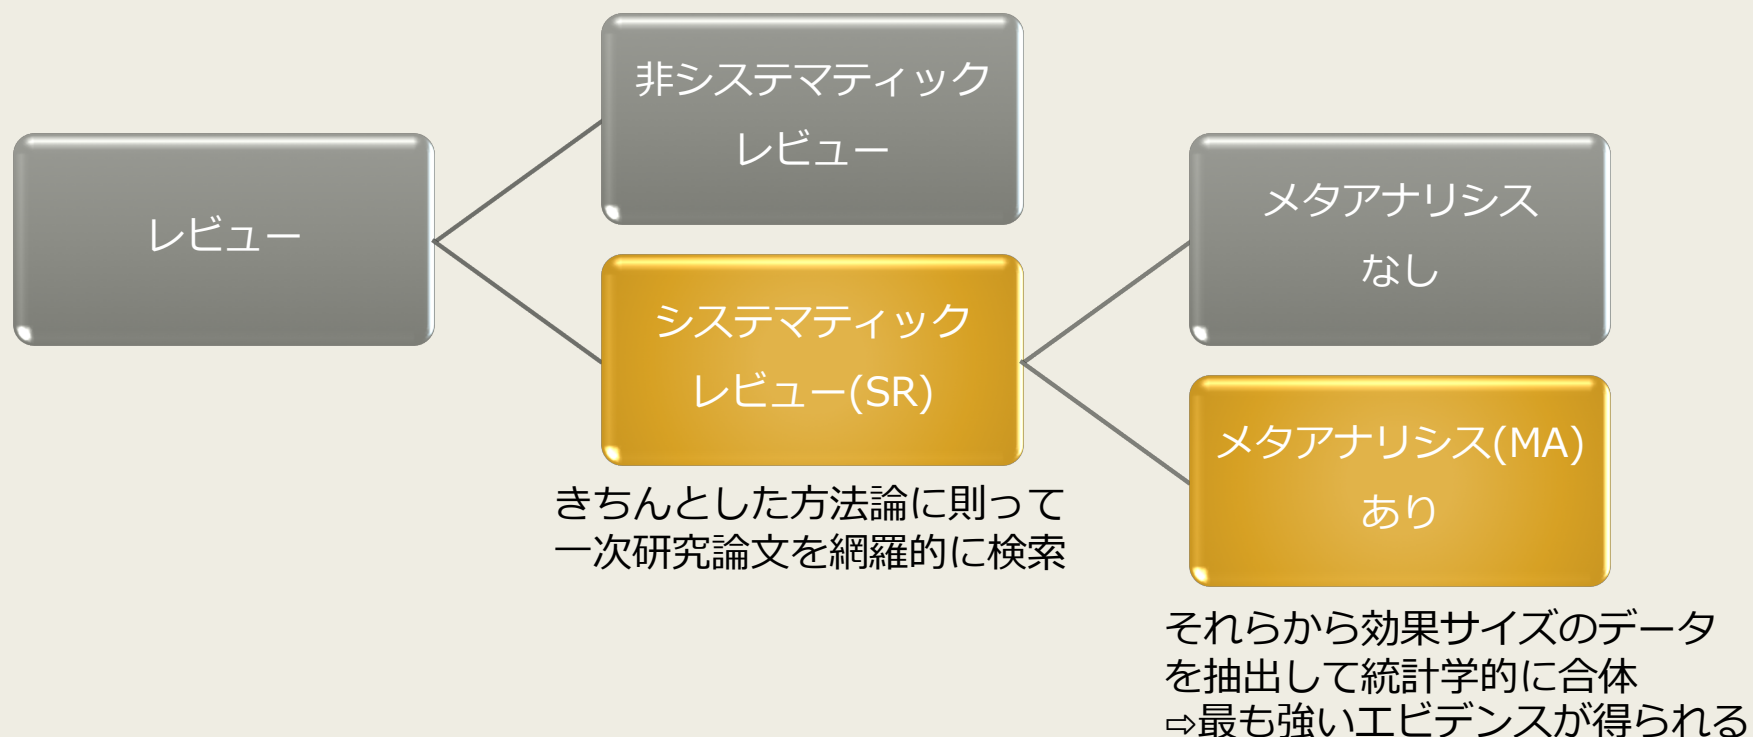 レビュー
非システマティック
レビュー
システマティック
レビュー(SR)
きちんとした方法論に則って
一次研究論文を網羅的に検索
メタアナリシス
なし
メタアナリシス(MA)
あり
それらから効果サイズのデータ
を抽出して統計学的に合体
⇨最も強いエビデンスが得られる